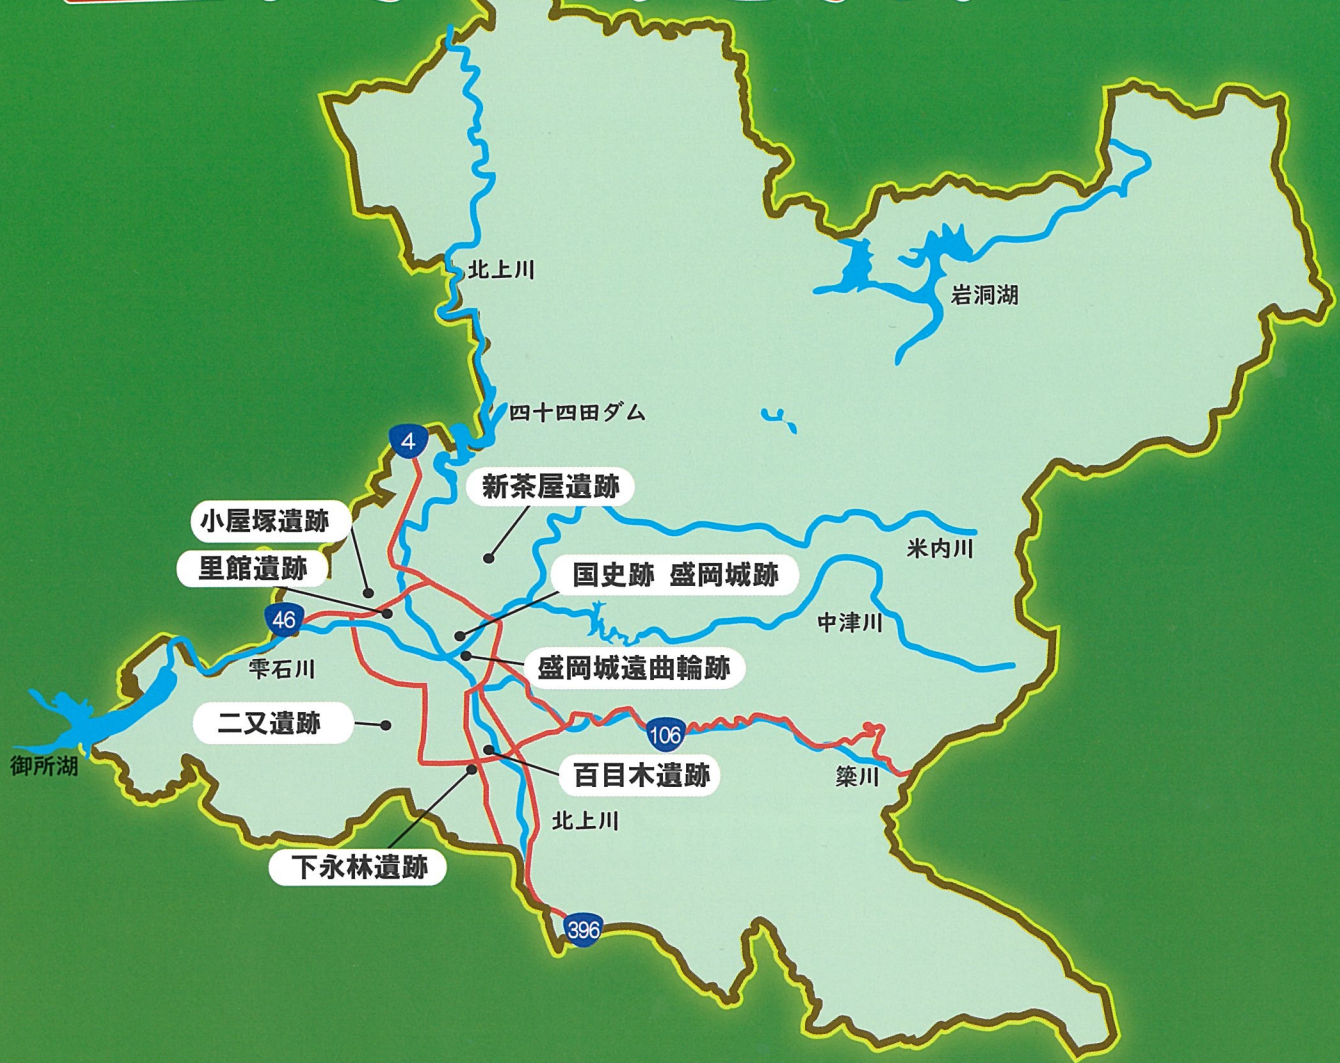 北上川
岩洞湖
四十四田ダム
4
新茶屋遺跡
小屋塚遺跡
米内川
里館遺跡
国史跡 盛岡城跡
46
中津川
雫石川
盛岡城遠曲輪跡
二又遺跡
106
御所湖
百目木遺跡
簗川
北上川
下永林遺跡
396